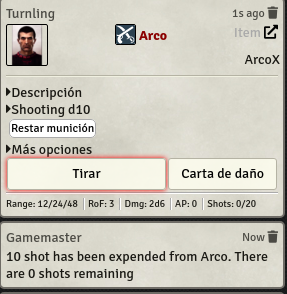 Turnling 1s ago
Arco Item
ArcoX
Descripción
Shooting d10
Restar munición
Más opciones
Tirar Carta de daño
Range: 12/24/48 RoF: 3 Dmg: 2d6 AP: 0 Shots: 0/20
Gamemaster Now
10 shot has been expended from Arco. There
are 0 shots remaining